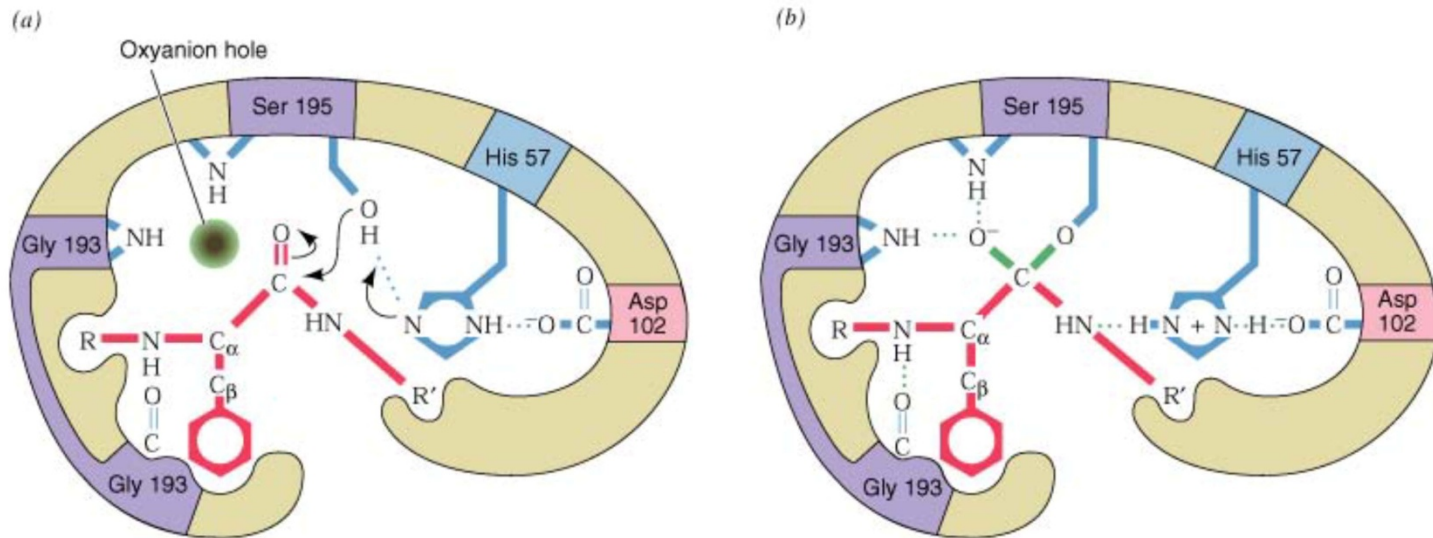 (a)
Oxyanion hole
Ser 195
His 57
N
H
O
H
Gly 193
NH
O
C
HN
N
NH
⁻O
C
O
Asp
102
R
N
H
Cα
Cβ
R′
O
C
Gly 193
(b)
Ser 195
His 57
N
H
Gly 193
NH
O⁻
O
C
O
Asp
102
R
N
H
Cα
HN
H
N + N
H
⁻O
C
Cβ
R′
O
C
Gly 193